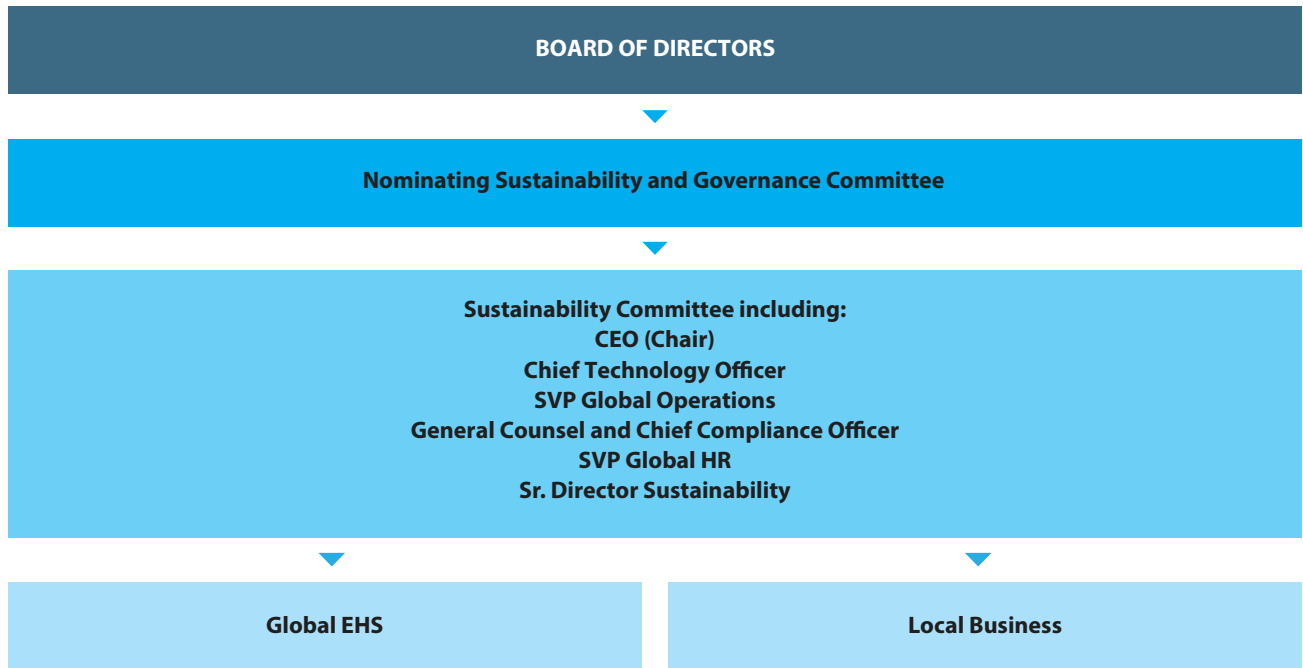 BOARD OF DIRECTORS
Nominating Sustainability and Governance Committee
Sustainability Committee including:
CEO (Chair)
Chief Technology Officer
SVP Global Operations
General Counsel and Chief Compliance Officer
SVP Global HR
Sr. Director Sustainability
Global EHS
Local Business